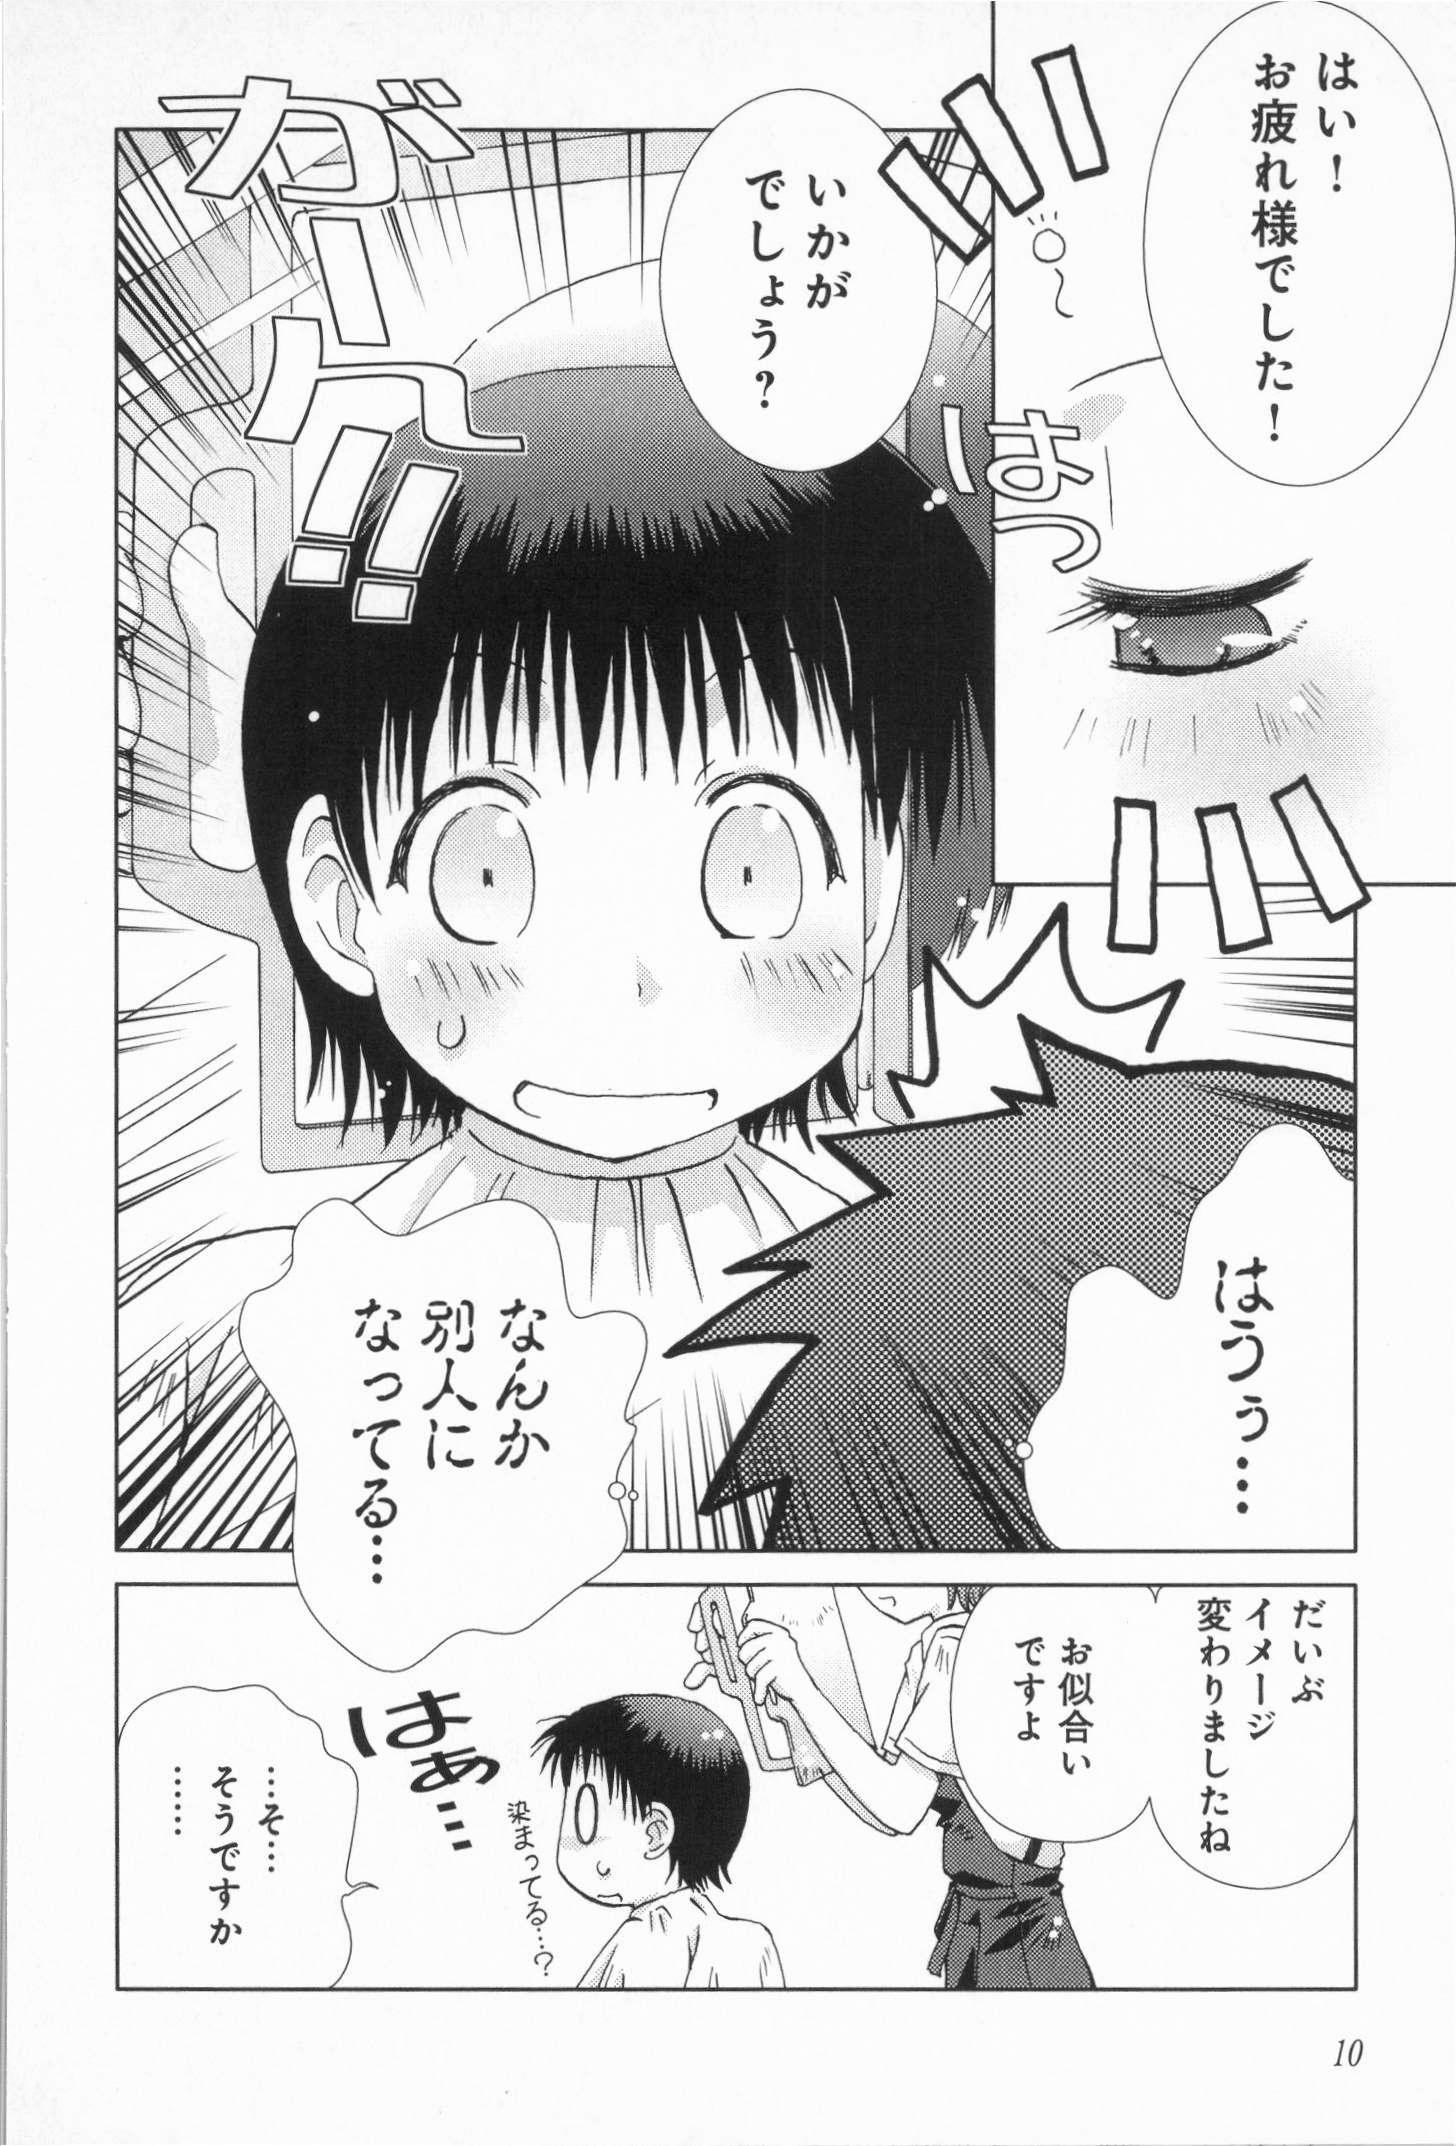 はい！
お疲れ様でした！
はっ
いかが
でしょう？
がーん!!
はうぅ…
なんか
別人に
なってる…
だいぶ
イメージ
変わりましたね
お似合い
ですよ
はぁ…
染まってる…？
…そ…
そうですか
……
10